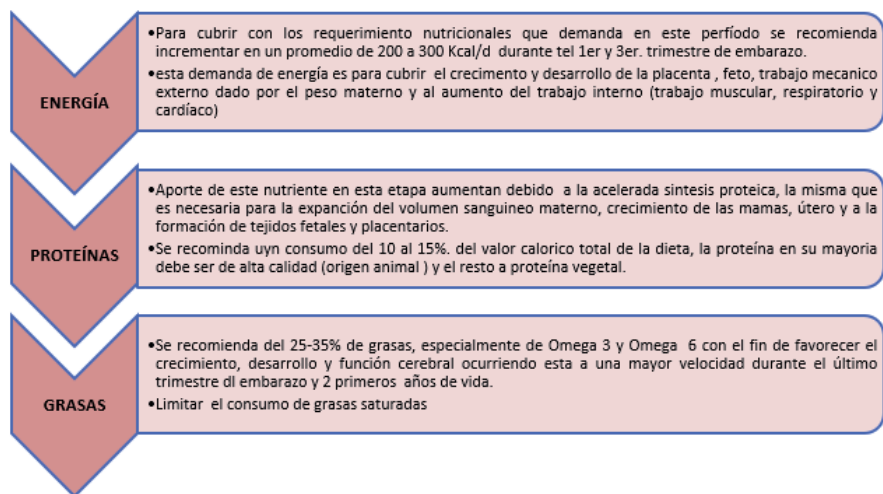 ENERGÍA
•Para cubrir con los requerimiento nutricionales que demanda en este perfíodo se recomienda
incrementar en un promedio de 200 a 300 Kcal/d durante tel 1er y 3er. trimestre de embarazo.
•esta demanda de energía es para cubrir el crecimento y desarrollo de la placenta , feto, trabajo mecanico
externo dado por el peso materno y al aumento del trabajo interno (trabajo muscular, respiratorio y
cardíaco)
PROTEÍNAS
•Aporte de este nutriente en esta etapa aumentan debido a la acelerada sintesis proteica, la misma que
es necesaria para la expansión del volumen sanguineo materno, crecimiento de las mamas, útero y a la
formación de tejidos fetales y placentarios.
•Se recominda uyn consumo del 10 al 15%. del valor calorico total de la dieta, la proteína en su mayoria
debe ser de alta calidad (origen animal ) y el resto a proteína vegetal.
GRASAS
•Se recomienda del 25-35% de grasas, especialmente de Omega 3 y Omega 6 con el fin de favorecer el
crecimiento, desarrollo y función cerebral ocurriendo esta a una mayor velocidad durante el último
trimestre dl embarazo y 2 primeros años de vida.
•Limitar el consumo de grasas saturadas